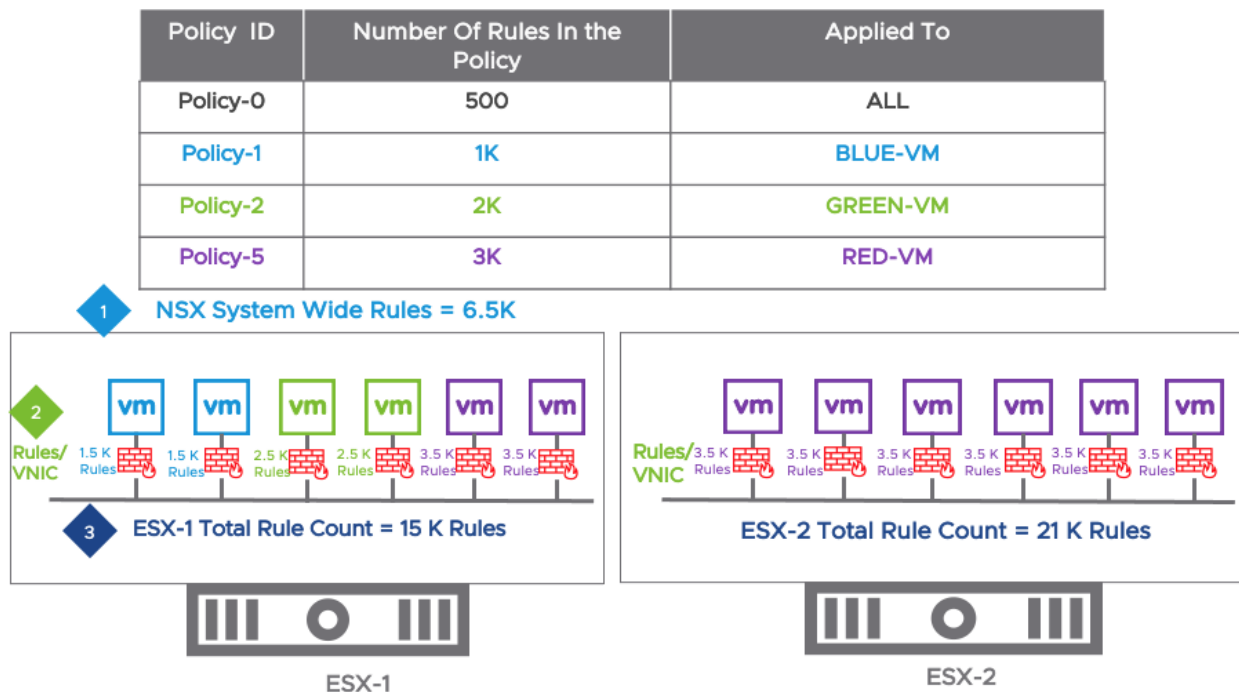 Policy ID
Number Of Rules In the
Policy
Applied To
Policy-0
500
ALL
Policy-1
1K
BLUE-VM
Policy-2
2K
GREEN-VM
Policy-5
3K
RED-VM
1
NSX System Wide Rules = 6.5K
2
Rules/
VNIC
vm
vm
vm
vm
vm
vm
1.5 K
Rules
1.5 K
Rules
2.5 K
Rules
2.5 K
Rules
3.5 K
Rules
3.5 K
Rules
3
ESX-1 Total Rule Count = 15 K Rules
ESX-1
Rules/
VNIC
vm
vm
vm
vm
vm
vm
3.5 K
Rules
3.5 K
Rules
3.5 K
Rules
3.5 K
Rules
3.5 K
Rules
3.5 K
Rules
ESX-2 Total Rule Count = 21 K Rules
ESX-2